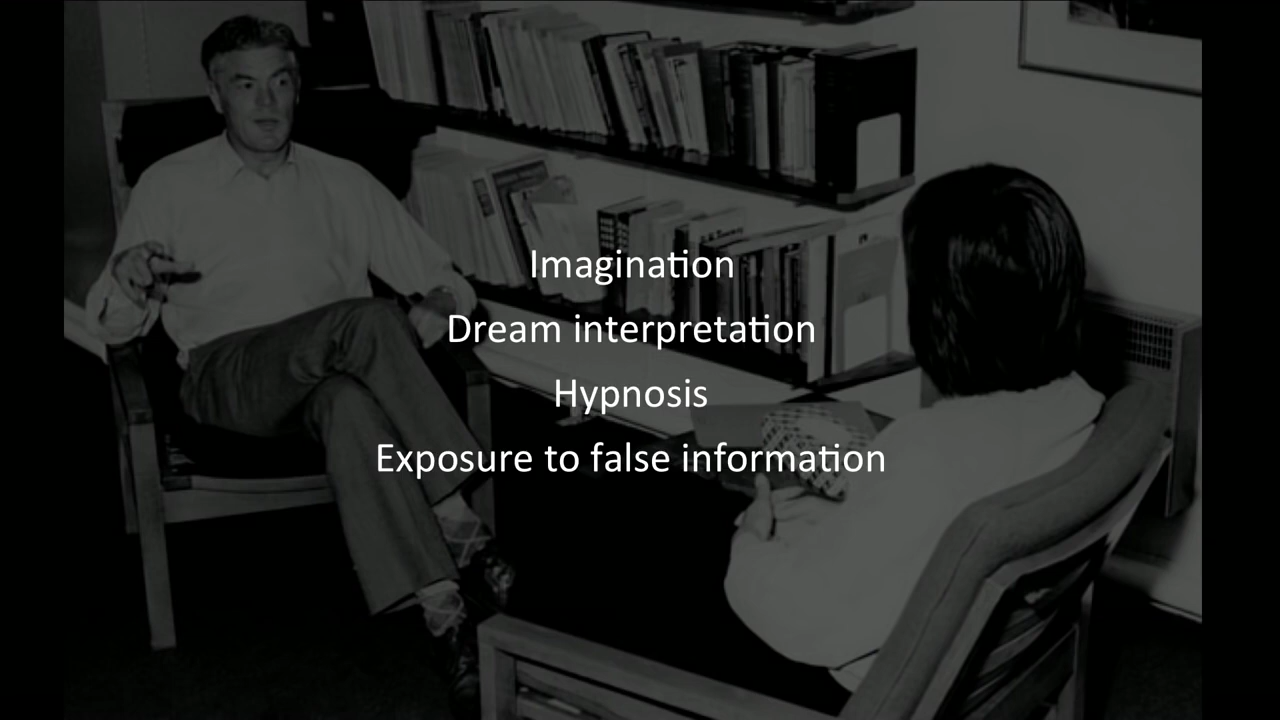 Imagination
Dream interpretation
Hypnosis
Exposure to false information